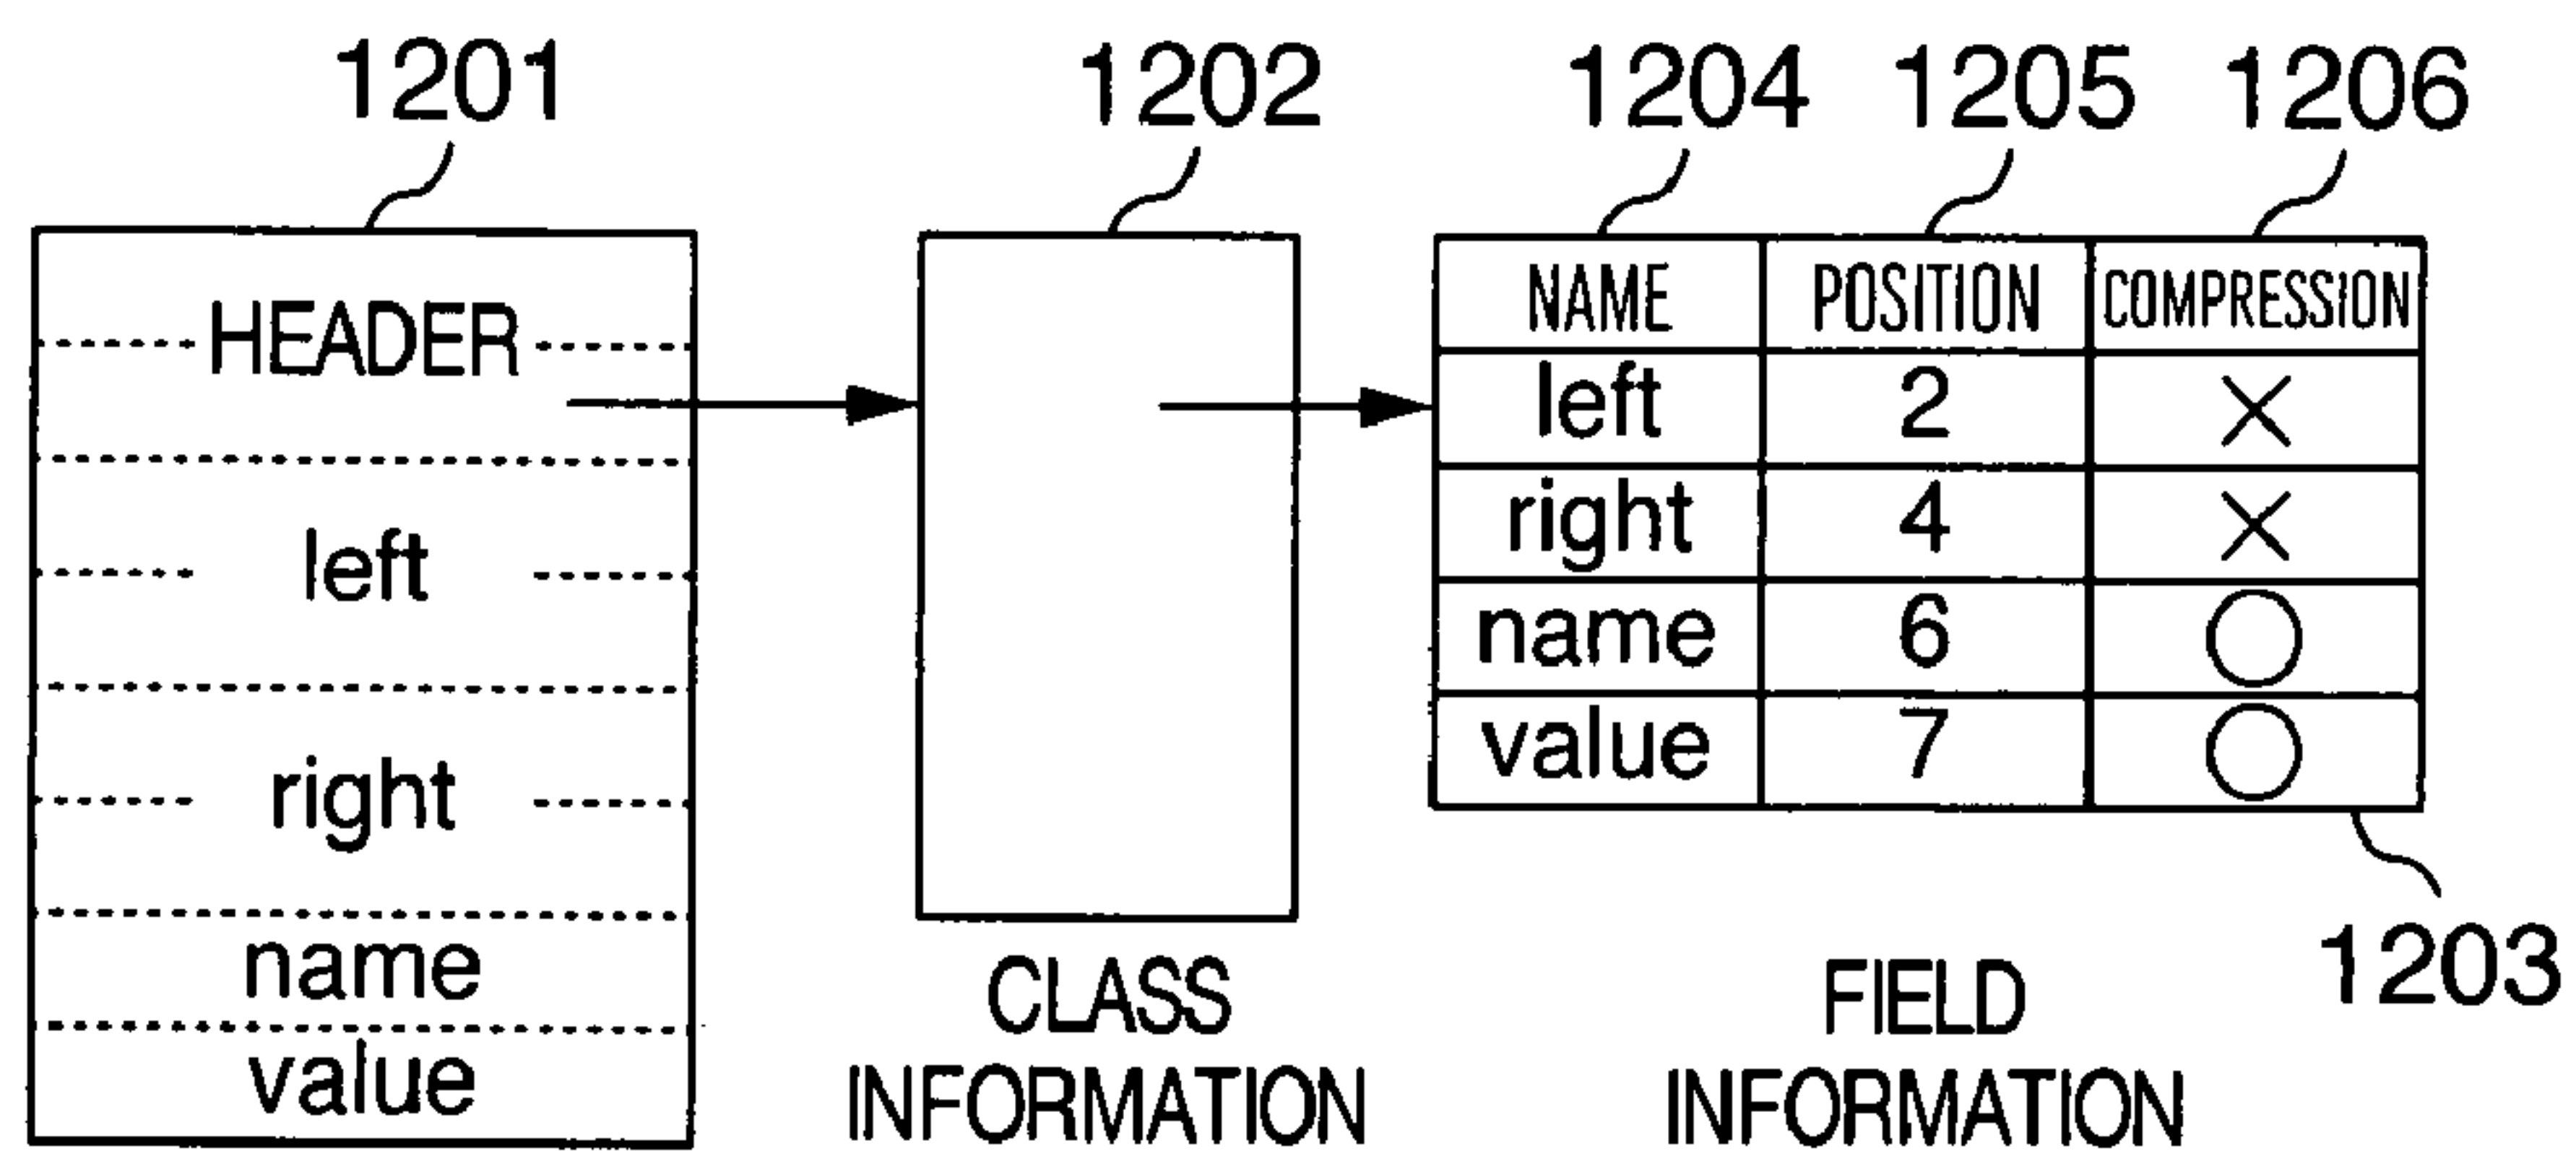 1201
1202
1204 1205 1206
HEADER
left
right
name
value
CLASS
INFORMATION
NAME POSITION COMPRESSION
left 2 ×
right 4 ×
name 6 ○
value 7 ○
1203
FIELD
INFORMATION